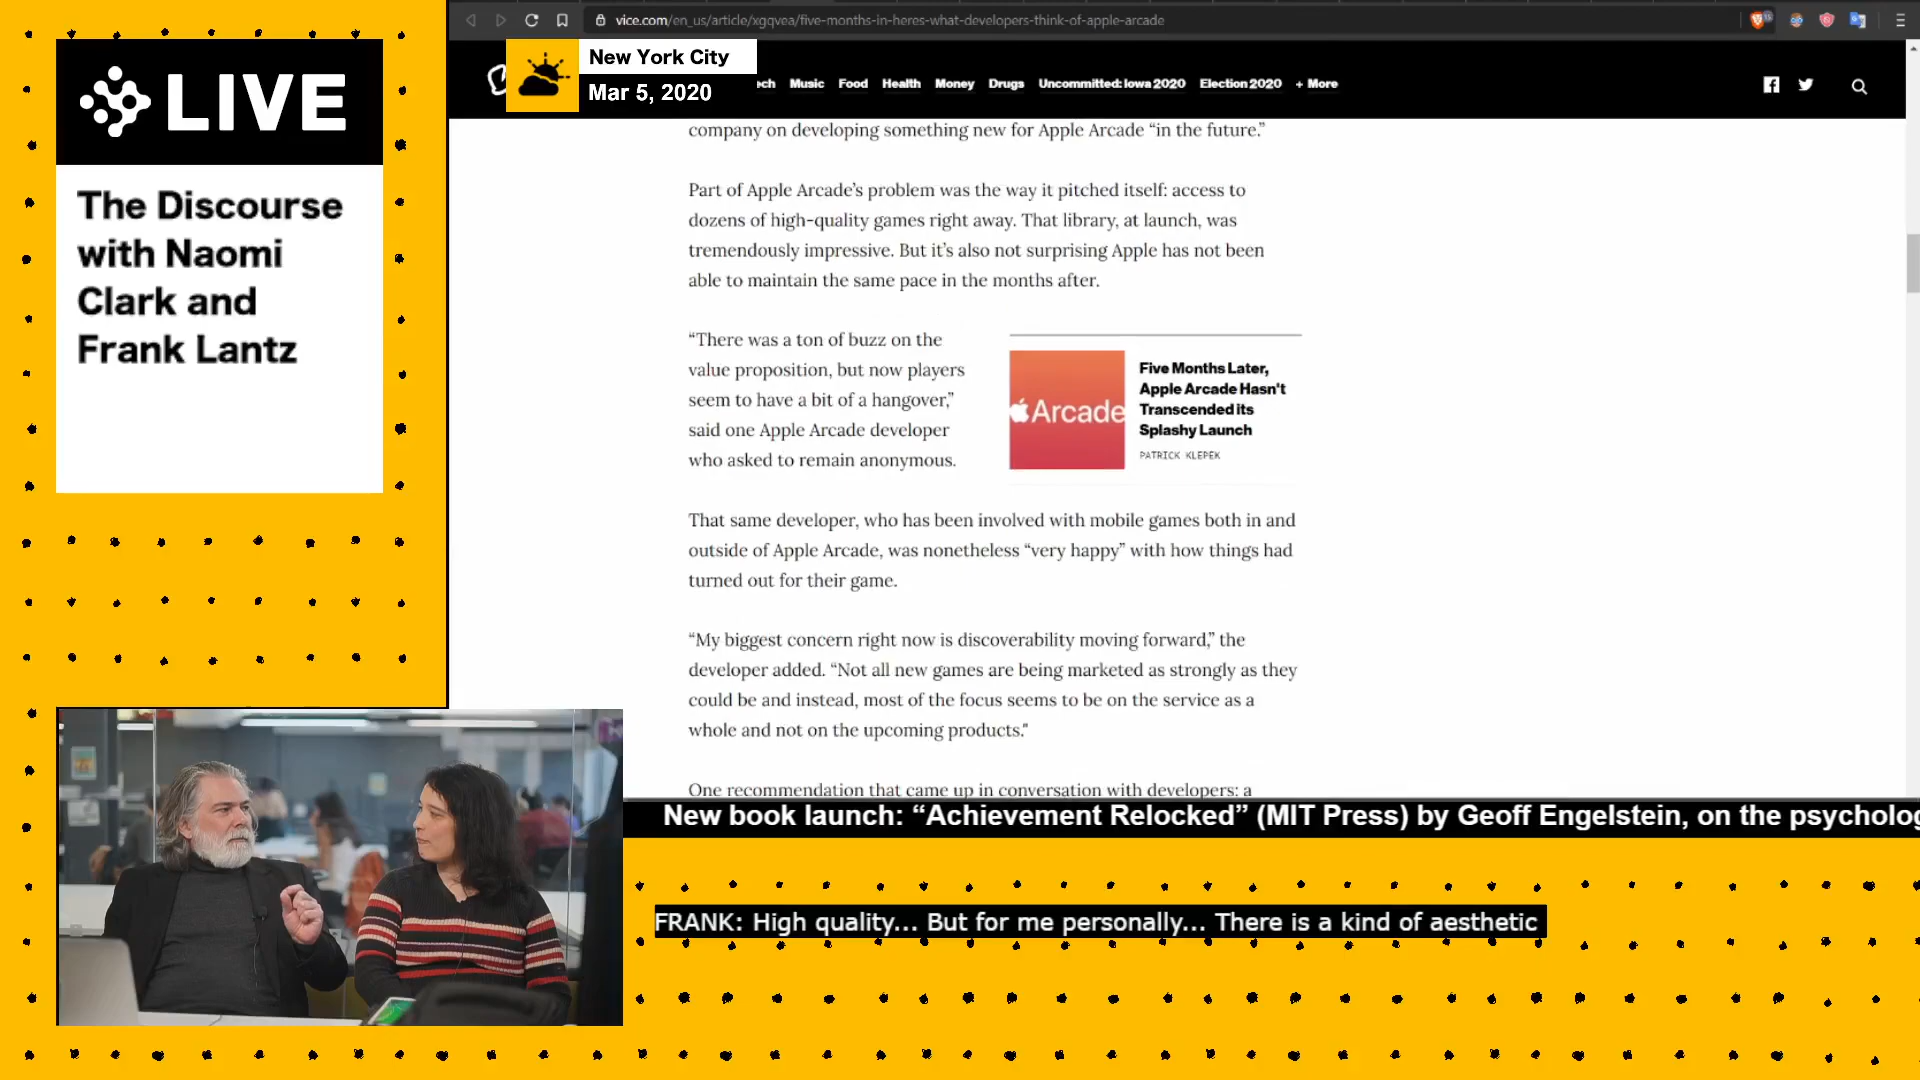 vice.com/en_us/article/xgqvea/five-months-in-heres-what-developers-think-of-apple-arcade
LIVE
The Discourse
with Naomi
Clark and
Frank Lantz
New York City
Mar 5, 2020
ech Music Food Health Money Drugs Uncommitted: Iowa 2020 Election 2020 + More
company on developing something new for Apple Arcade “in the future.”
Part of Apple Arcade’s problem was the way it pitched itself: access to
dozens of high-quality games right away. That library, at launch, was
tremendously impressive. But it’s also not surprising Apple has not been
able to maintain the same pace in the months after.
“There was a ton of buzz on the
value proposition, but now players
seem to have a bit of a hangover,”
said one Apple Arcade developer
who asked to remain anonymous.
Arcade
Five Months Later,
Apple Arcade Hasn't
Transcended its
Splashy Launch
PATRICK KLEPEK
That same developer, who has been involved with mobile games both in and
outside of Apple Arcade, was nonetheless “very happy” with how things had
turned out for their game.
“My biggest concern right now is discoverability moving forward,” the
developer added. “Not all new games are being marketed as strongly as they
could be and instead, most of the focus seems to be on the service as a
whole and not on the upcoming products."
One recommendation that came up in conversation with developers: a
New book launch: “Achievement Relocked” (MIT Press) by Geoff Engelstein, on the psycholog
FRANK: High quality... But for me personally... There is a kind of aesthetic